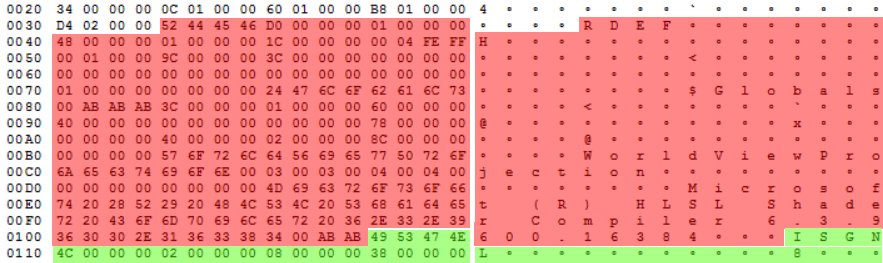 0020 34 00 00 00 0C 01 00 00 60 01 00 00 B8 01 00 00 4 · · · · · · · ` · · · · · · ·
0030 D4 02 00 00 52 44 45 46 D0 00 00 00 01 00 00 00 · · · · R D E F · · · · · · · ·
0040 48 00 00 00 01 00 00 00 1C 00 00 00 00 04 FE FF H · · · · · · · · · · · · · · ·
0050 00 01 00 00 9C 00 00 00 3C 00 00 00 00 00 00 00 · · · · · · · · < · · · · · · ·
0060 00 00 00 00 00 00 00 00 00 00 00 00 00 00 00 00 · · · · · · · · · · · · · · · ·
0070 01 00 00 00 00 00 00 00 24 47 6C 6F 62 61 6C 73 · · · · · · · · $ G l o b a l s
0080 00 AB AB AB 3C 00 00 00 01 00 00 00 60 00 00 00 · · · · < · · · · · · · ` · · ·
0090 40 00 00 00 00 00 00 00 00 00 00 00 78 00 00 00 @ · · · · · · · · · · · x · · ·
00A0 00 00 00 00 40 00 00 00 02 00 00 00 8C 00 00 00 · · · · @ · · · · · · · · · · ·
00B0 00 00 00 00 57 6F 72 6C 64 56 69 65 77 50 72 6F · · · · W o r l d V i e w P r o
00C0 6A 65 63 74 69 6F 6E 00 03 00 03 00 04 00 04 00 j e c t i o n · · · · · · · · ·
00D0 00 00 00 00 00 00 00 00 4D 69 63 72 6F 73 6F 66 · · · · · · · · M i c r o s o f
00E0 74 20 28 52 29 20 48 4C 53 4C 20 53 68 61 64 65 t   ( R )   H L S L   S h a d e
00F0 72 20 43 6F 6D 70 69 6C 65 72 20 36 2E 33 2E 39 r   C o m p i l e r   6 . 3 . 9
0100 36 30 30 2E 31 36 33 38 34 00 AB AB 49 53 47 4E 6 0 0 . 1 6 3 8 4 · · · I S G N
0110 4C 00 00 00 02 00 00 00 08 00 00 00 38 00 00 00 L · · · · · · · · · · · 8 · · ·